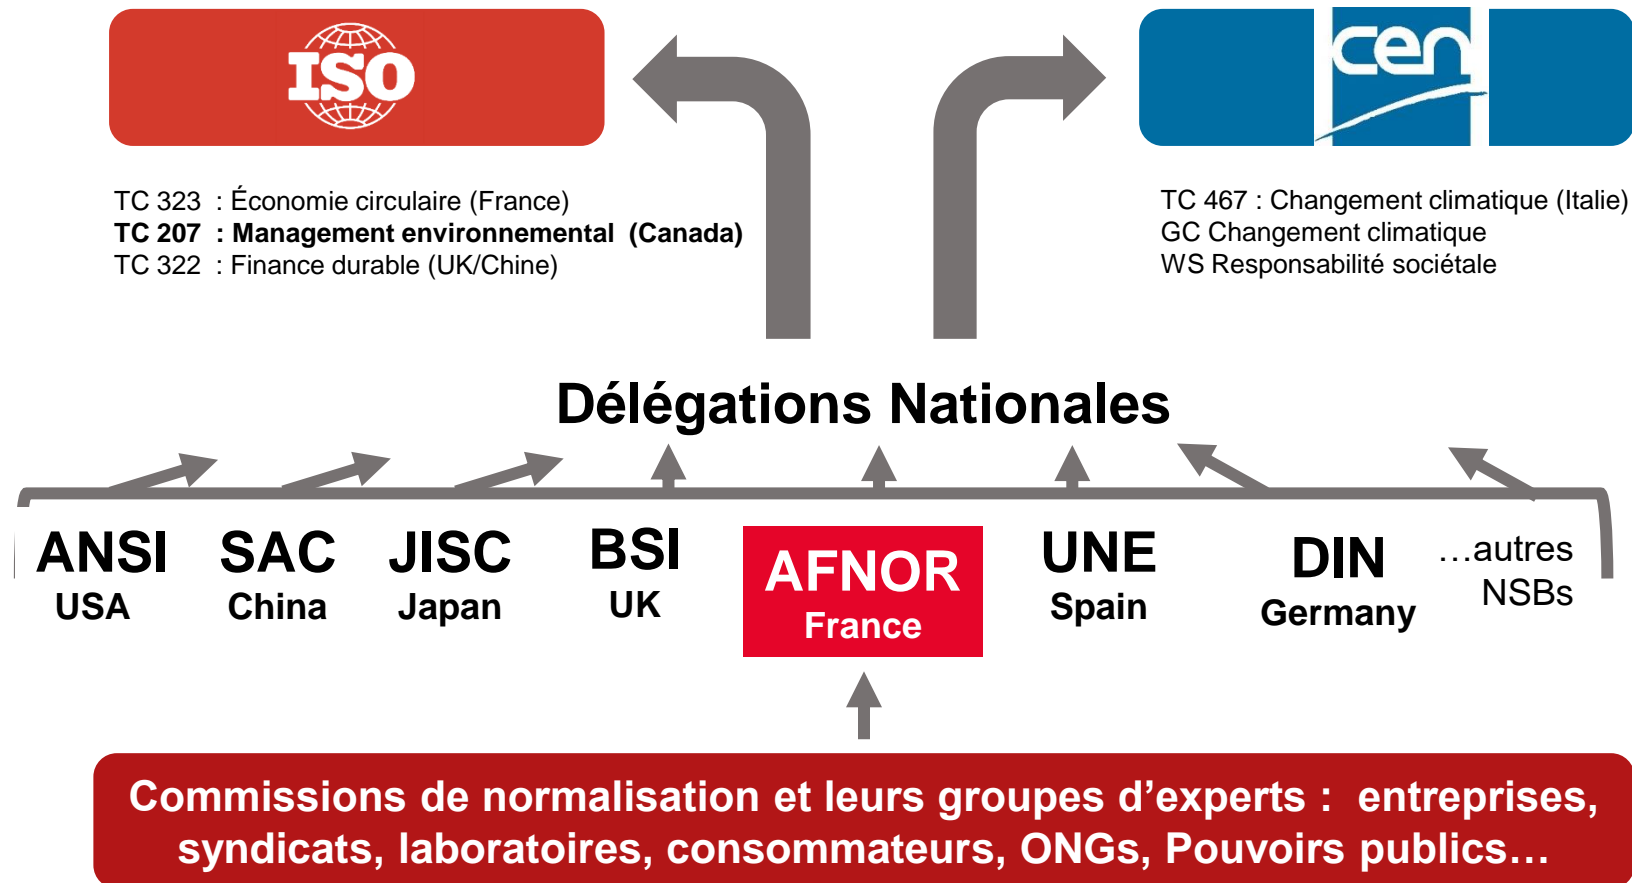 ISO
cen
TC 323 : Économie circulaire (France)
TC 207 : Management environnemental (Canada)
TC 322 : Finance durable (UK/Chine)
TC 467 : Changement climatique (Italie)
GC Changement climatique
WS Responsabilité sociétale
Délégations Nationales
ANSI
USA
SAC
China
JISC
Japan
BSI
UK
AFNOR
France
UNE
Spain
DIN
Germany
...autres
NSBs
Commissions de normalisation et leurs groupes d’experts : entreprises,
syndicats, laboratoires, consommateurs, ONGs, Pouvoirs publics…